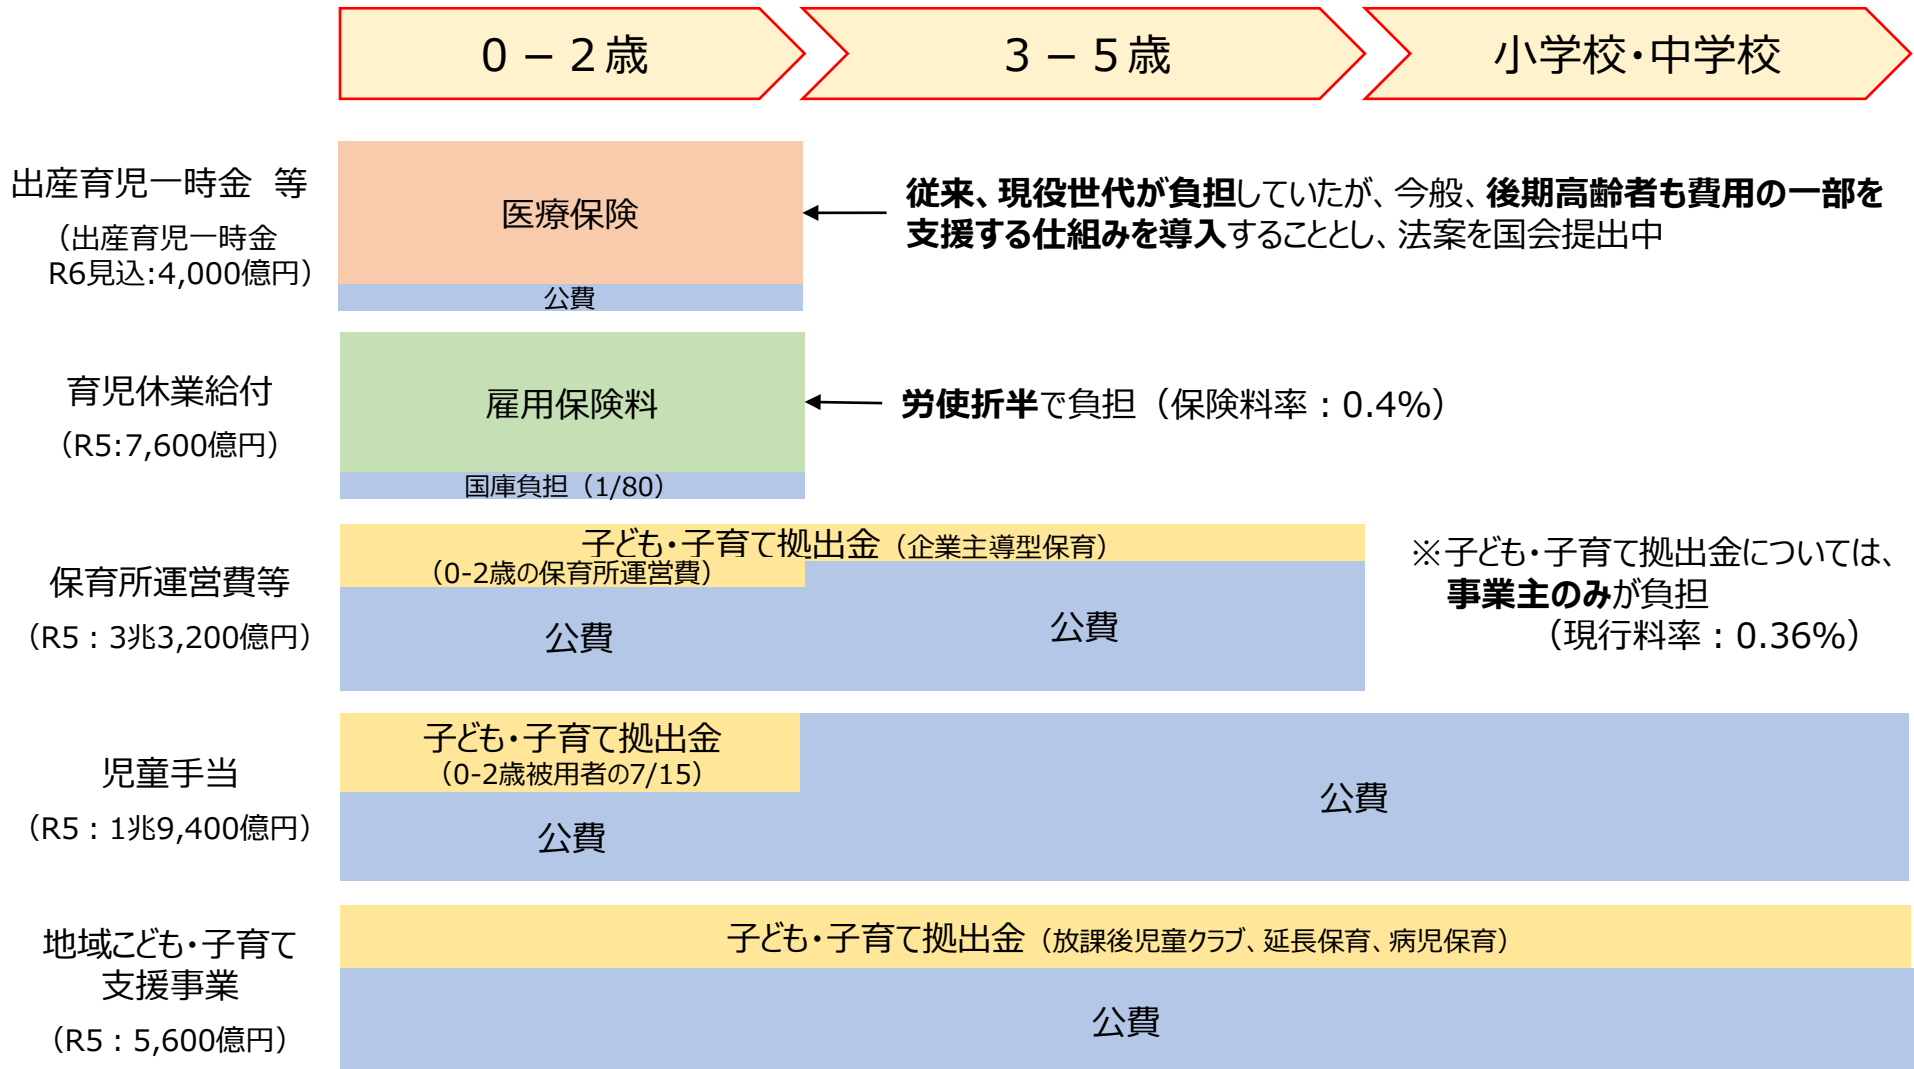 0－2歳
3－5歳
小学校・中学校
出産育児一時金 等
（出産育児一時金
R6見込:4,000億円）
医療保険
公費
従来、現役世代が負担していたが、今般、後期高齢者も費用の一部を
支援する仕組みを導入することとし、法案を国会提出中
育児休業給付
（R5:7,600億円）
雇用保険料
国庫負担（1/80）
労使折半で負担（保険料率：0.4%）
保育所運営費等
（R5：3兆3,200億円）
子ども・子育て拠出金（企業主導型保育）
（0-2歳の保育所運営費）
公費
公費
※子ども・子育て拠出金については、
事業主のみが負担
（現行料率：0.36%）
児童手当
（R5：1兆9,400億円）
子ども・子育て拠出金
（0-2歳被用者の7/15）
公費
公費
地域こども・子育て
支援事業
（R5：5,600億円）
子ども・子育て拠出金（放課後児童クラブ、延長保育、病児保育）
公費